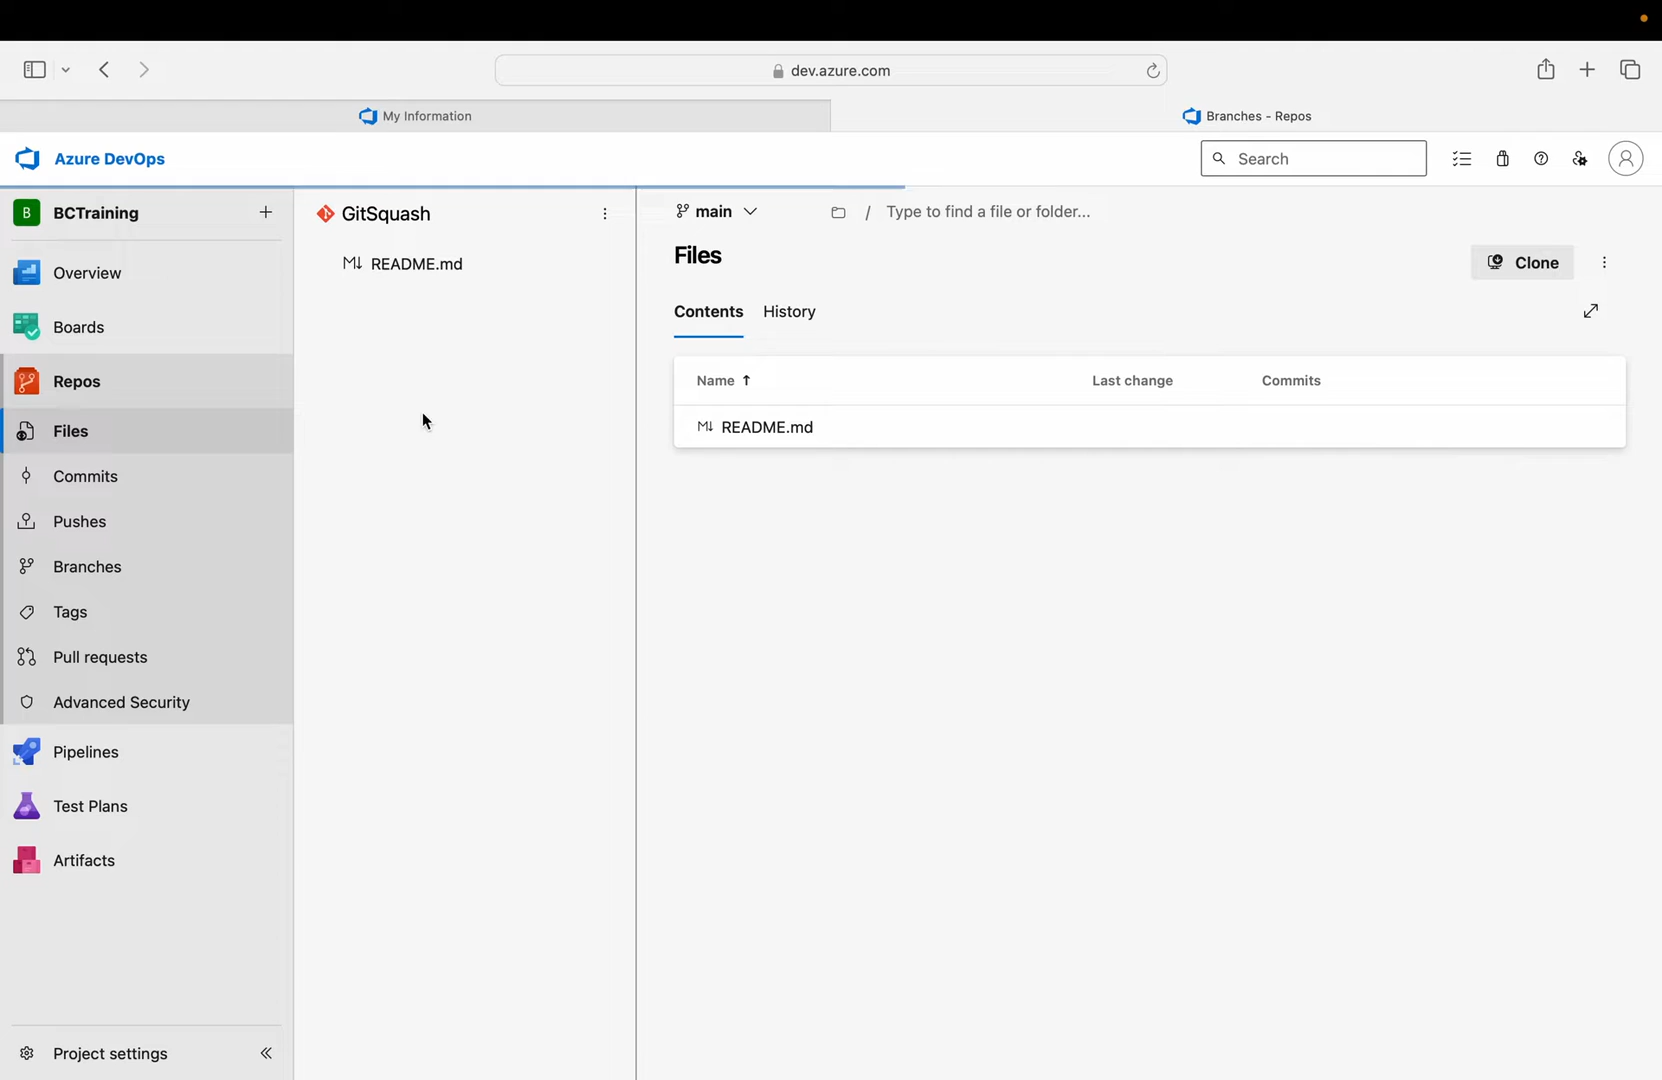 dev.azure.com
My Information
Branches - Repos
Azure DevOps
Search
B BCTraining
GitSquash
main
/ Type to find a file or folder...
README.md
Files
Clone
Overview
Boards
Contents History
Repos
Name ↑ Last change Commits
Files
M↓ README.md
Commits
Pushes
Branches
Tags
Pull requests
Advanced Security
Pipelines
Test Plans
Artifacts
Project settings